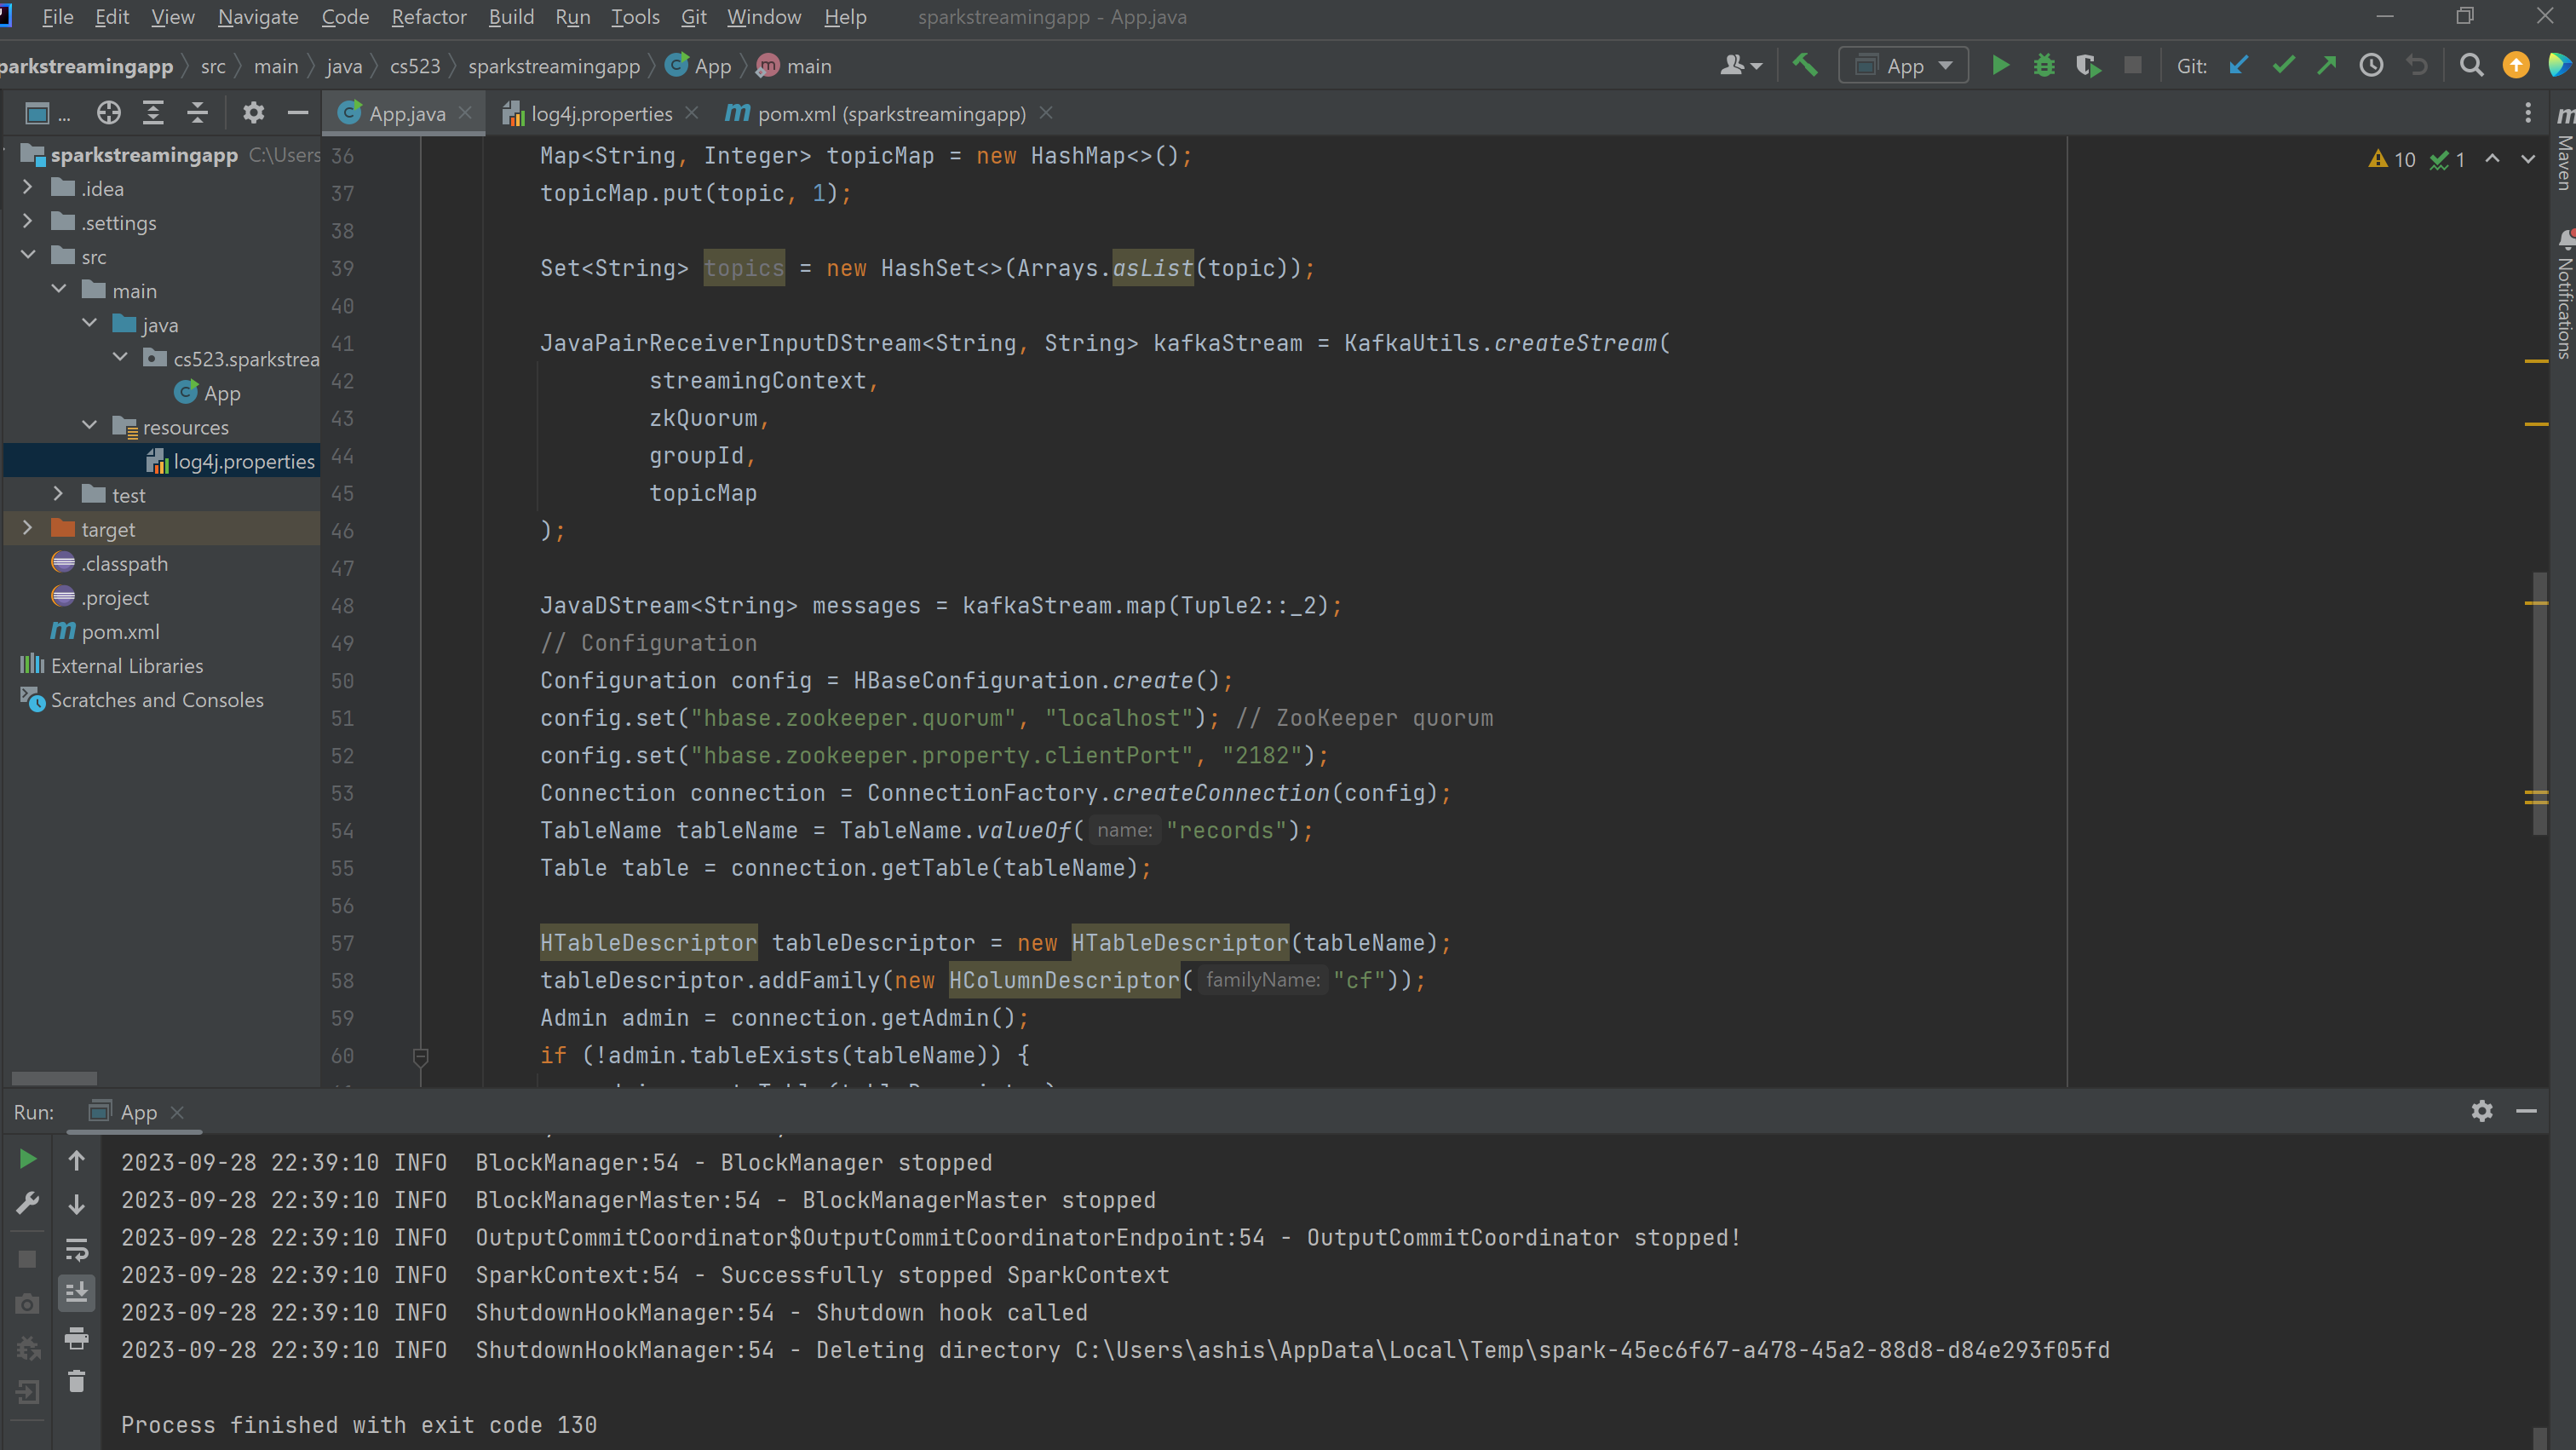 File Edit View Navigate Code Refactor Build Run Tools Git Window Help sparkstreamingapp - App.java
parkstreamingapp src main java cs523 sparkstreamingapp App main App Git:
... App.java log4j.properties pom.xml (sparkstreamingapp)
sparkstreamingapp C:\Users
.idea
.settings
src
main
java
cs523.sparkstrea
App
resources
log4j.properties
test
target
.classpath
.project
pom.xml
External Libraries
Scratches and Consoles
10 1
36 Map<String, Integer> topicMap = new HashMap<>();
37 topicMap.put(topic, 1);
38
39 Set<String> topics = new HashSet<>(Arrays.asList(topic));
40
41 JavaPairReceiverInputDStream<String, String> kafkaStream = KafkaUtils.createStream(
42 streamingContext,
43 zkQuorum,
44 groupId,
45 topicMap
46 );
47
48 JavaDStream<String> messages = kafkaStream.map(Tuple2::_2);
49 // Configuration
50 Configuration config = HBaseConfiguration.create();
51 config.set("hbase.zookeeper.quorum", "localhost"); // ZooKeeper quorum
52 config.set("hbase.zookeeper.property.clientPort", "2182");
53 Connection connection = ConnectionFactory.createConnection(config);
54 TableName tableName = TableName.valueOf( name: "records");
55 Table table = connection.getTable(tableName);
56
57 HTableDescriptor tableDescriptor = new HTableDescriptor(tableName);
58 tableDescriptor.addFamily(new HColumnDescriptor( familyName: "cf"));
59 Admin admin = connection.getAdmin();
60 if (!admin.tableExists(tableName)) {
Maven
Notifications
Run: App
2023-09-28 22:39:10 INFO BlockManager:54 - BlockManager stopped
2023-09-28 22:39:10 INFO BlockManagerMaster:54 - BlockManagerMaster stopped
2023-09-28 22:39:10 INFO OutputCommitCoordinator$OutputCommitCoordinatorEndpoint:54 - OutputCommitCoordinator stopped!
2023-09-28 22:39:10 INFO SparkContext:54 - Successfully stopped SparkContext
2023-09-28 22:39:10 INFO ShutdownHookManager:54 - Shutdown hook called
2023-09-28 22:39:10 INFO ShutdownHookManager:54 - Deleting directory C:\Users\ashis\AppData\Local\Temp\spark-45ec6f67-a478-45a2-88d8-d84e293f05fd
Process finished with exit code 130